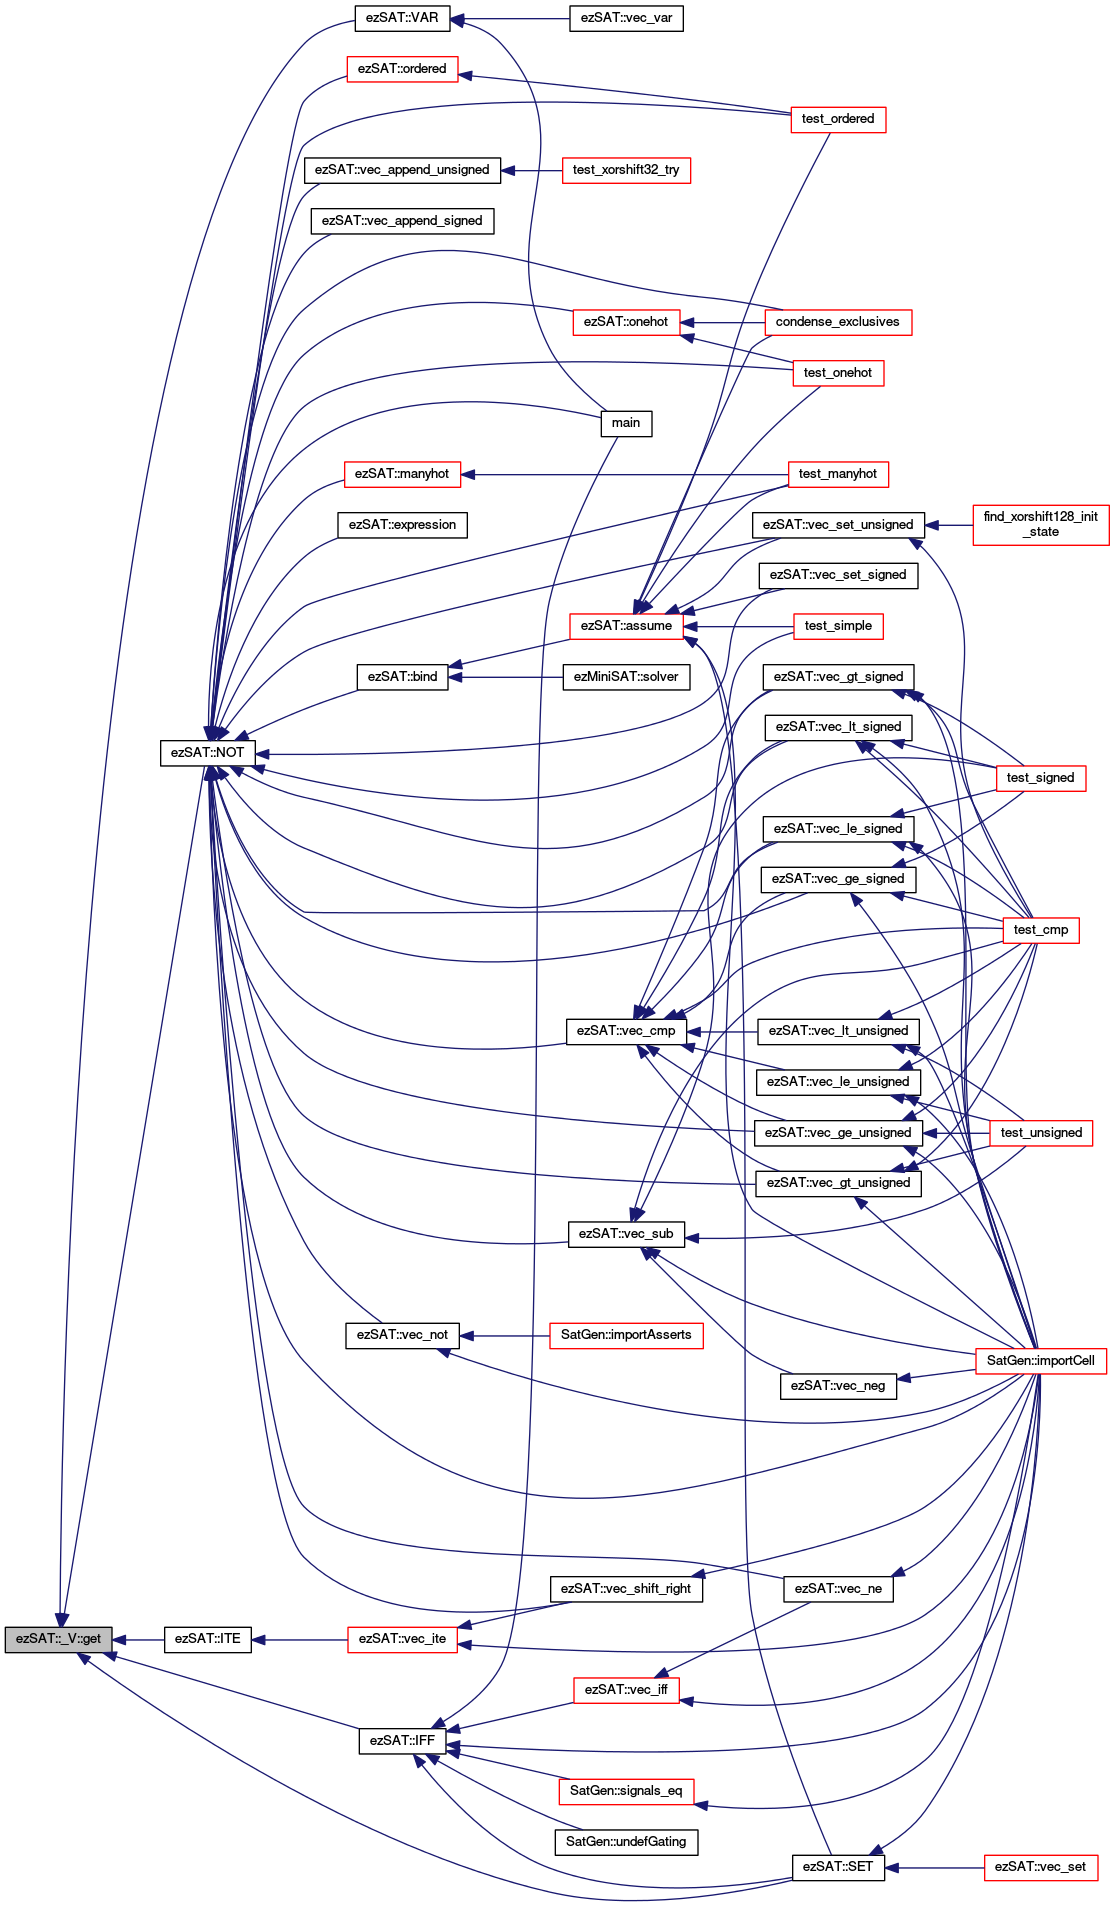 ezSAT::VAR
ezSAT::vec_var
ezSAT::ordered
test_ordered
ezSAT::vec_append_unsigned
test_xorshift32_try
ezSAT::vec_append_signed
ezSAT::onehot
condense_exclusives
test_onehot
main
ezSAT::manyhot
test_manyhot
ezSAT::expression
ezSAT::vec_set_unsigned
find_xorshift128_init
_state
ezSAT::vec_set_signed
ezSAT::assume
test_simple
ezSAT::bind
ezMiniSAT::solver
ezSAT::vec_gt_signed
ezSAT::vec_lt_signed
ezSAT::NOT
test_signed
ezSAT::vec_le_signed
ezSAT::vec_ge_signed
test_cmp
ezSAT::vec_cmp
ezSAT::vec_lt_unsigned
ezSAT::vec_le_unsigned
ezSAT::vec_ge_unsigned
test_unsigned
ezSAT::vec_gt_unsigned
ezSAT::vec_sub
ezSAT::vec_not
SatGen::importAsserts
SatGen::importCell
ezSAT::vec_neg
ezSAT::vec_shift_right
ezSAT::vec_ne
ezSAT::_V::get
ezSAT::ITE
ezSAT::vec_ite
ezSAT::vec_iff
ezSAT::IFF
SatGen::signals_eq
SatGen::undefGating
ezSAT::SET
ezSAT::vec_set